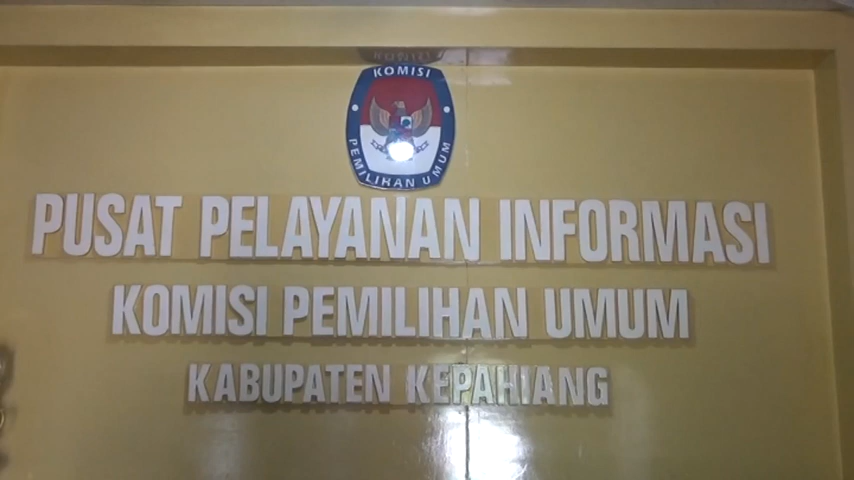 KOMISI
PEMILIHAN UMUM
PUSAT PELAYANAN INFORMASI
KOMISI PEMILIHAN UMUM
KABUPATEN KEPAHIANG